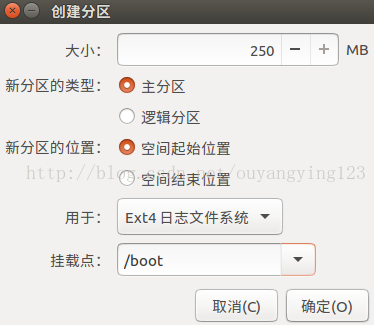 创建分区
大小： 250 MB
新分区的类型： 主分区
逻辑分区
新分区的位置： 空间起始位置
http://blog.csdn.net/ouyangying123
空间结束位置
用于： Ext4 日志文件系统
挂载点： /boot
取消(C) 确定(O)